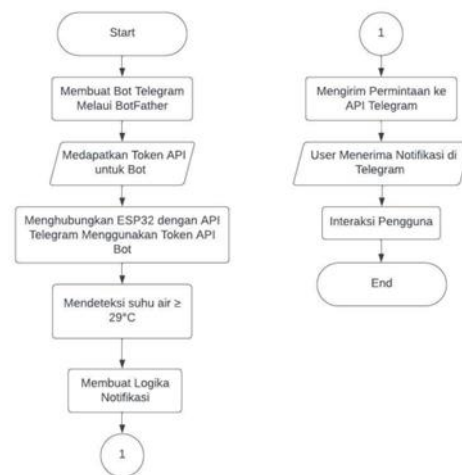 Start
Membuat Bot Telegram
Melaui BotFather
Medapatkan Token API
untuk Bot
Menghubungkan ESP32 dengan API
Telegram Menggunakan Token API
Bot
Mendeteksi suhu air ≥
29°C
Membuat Logika
Notifikasi
1
1
Mengirim Permintaan ke
API Telegram
User Menerima Notifikasi di
Telegram
Interaksi Pengguna
End